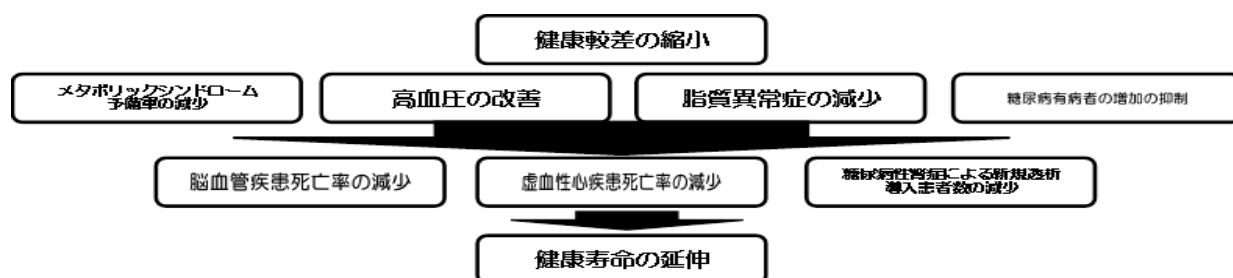 健康較差の縮小
メタボリックシンドローム
予備軍の減少
高血圧の改善
脂質異常症の減少
糖尿病有病者の増加の抑制
脳血管疾患死亡率の減少
虚血性心疾患死亡率の減少
糖尿病性腎症による新規透析
導入患者数の減少
健康寿命の延伸